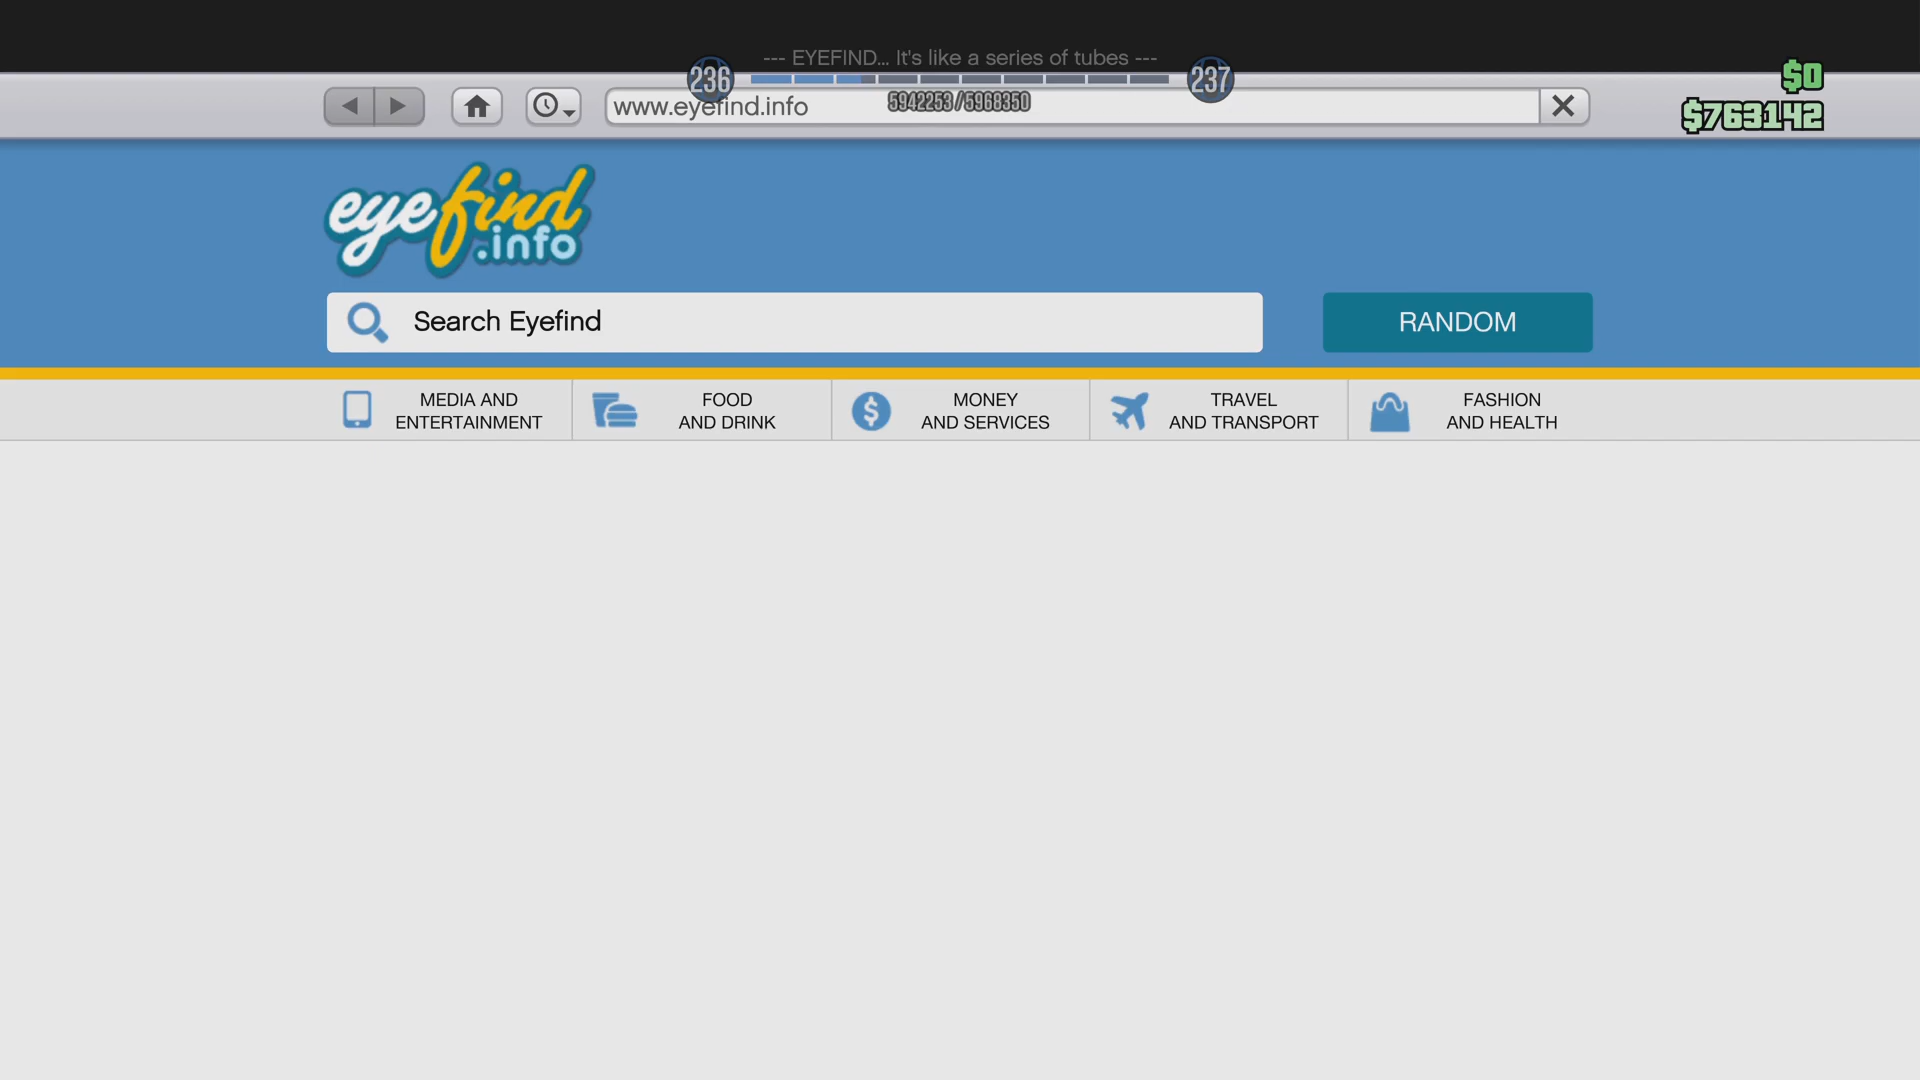 --- EYEFIND... It's like a series of tubes ---
236
237
$0
www.eyefind.info
5942253/5968350
$763142
eyefind
.info
Search Eyefind
RANDOM
MEDIA AND
ENTERTAINMENT
FOOD
AND DRINK
MONEY
AND SERVICES
TRAVEL
AND TRANSPORT
FASHION
AND HEALTH